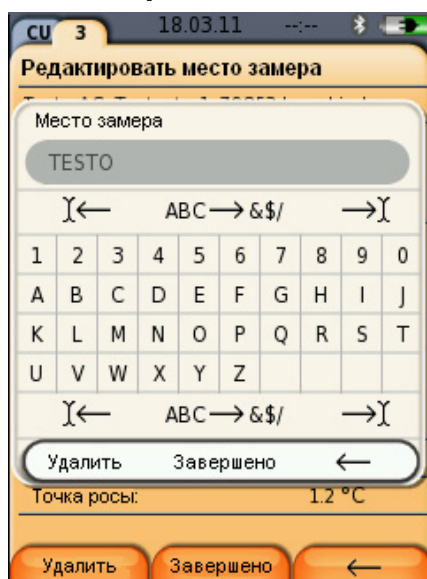 CU 3 18.03.11 --:--
Редактировать место замера
Место замера
TESTO
ABC→&$/
1 2 3 4 5 6 7 8 9 0
A B C D E F G H I J
K L M N O P Q R S T
U V W X Y Z
ABC→&$/
Удалить Завершено ←
Точка росы: 1.2 °C
Удалить Завершено ←